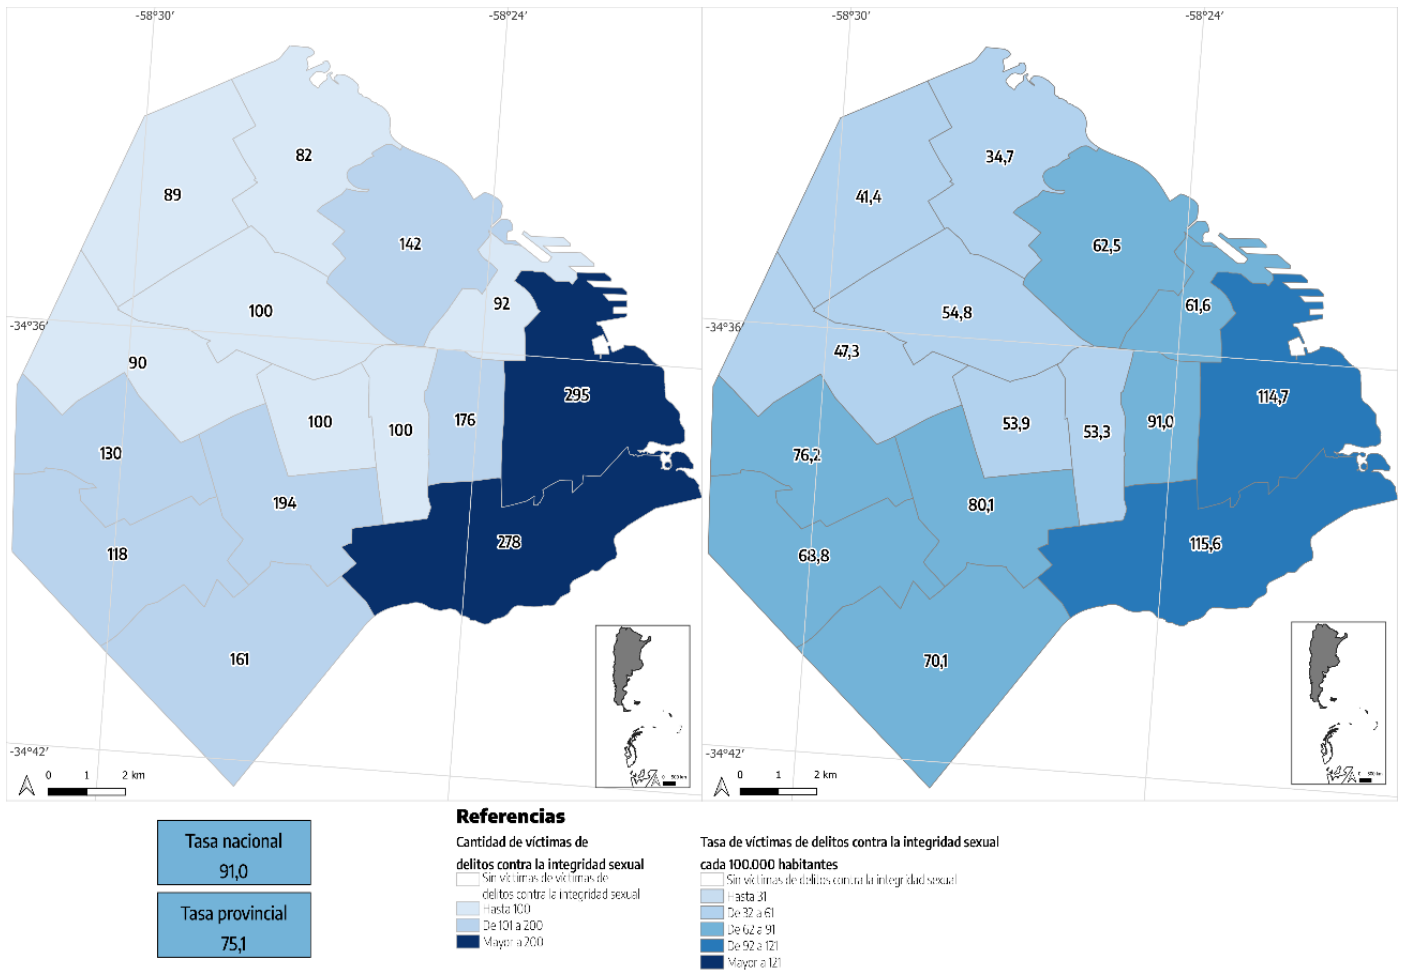 -58°30′
-58°24′
-58°30′
-58°24′
82
34,7
89
41,4
142
62,5
92
61,6
100
54,8
-34°36′
-34°36′
90
47,3
295
114,7
100
100
176
53,9
53,3
91,0
130
76,2
194
80,1
278
115,6
118
68,8
161
70,1
-34°42′
-34°42′
0 1 2 km
0 1 2 km
Referencias
Tasa nacional
91,0
Tasa provincial
75,1
Cantidad de víctimas de
delitos contra la integridad sexual
Sin víctimas de víctimas de
delitos contra la integridad sexual
Hasta 100
De 101 a 200
Mayor a 200
Tasa de víctimas de delitos contra la integridad sexual
cada 100.000 habitantes
Sin víctimas de delitos contra la integridad sexual
Hasta 31
De 32 a 61
De 62 a 91
De 92 a 121
Mayor a 121